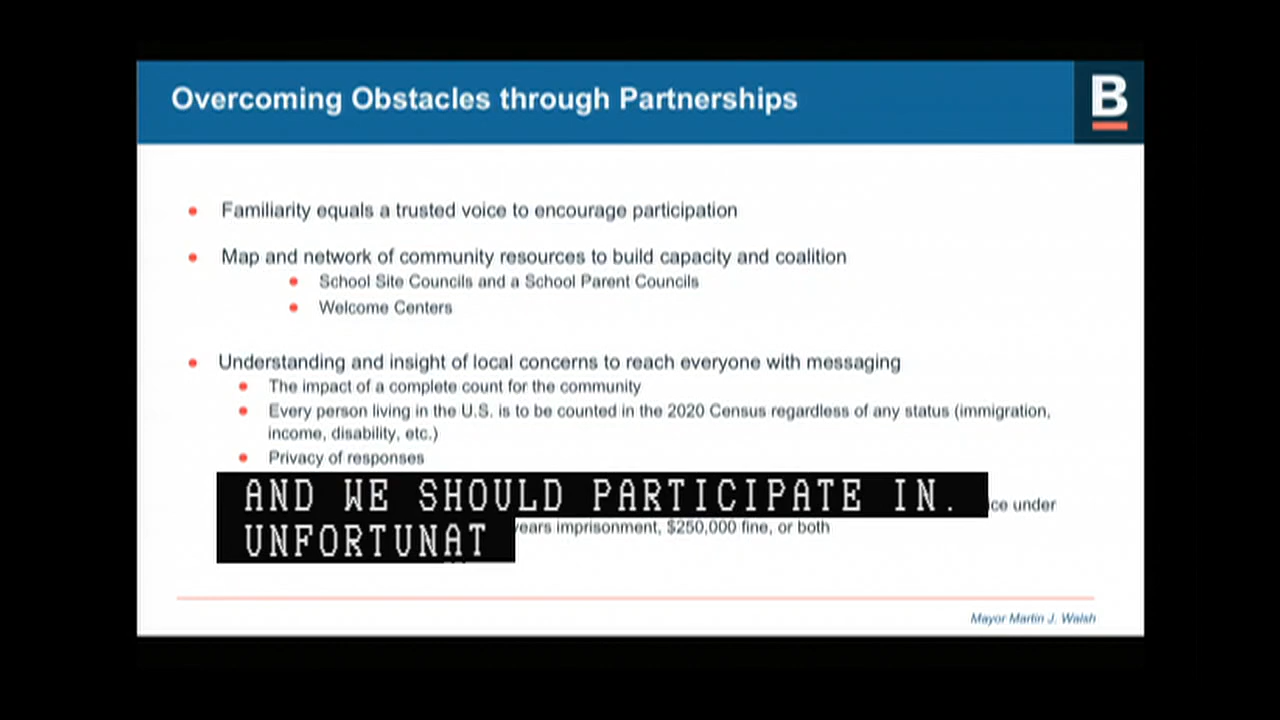 Overcoming Obstacles through Partnerships
B
Familiarity equals a trusted voice to encourage participation
Map and network of community resources to build capacity and coalition
School Site Councils and a School Parent Councils
Welcome Centers
Understanding and insight of local concerns to reach everyone with messaging
The impact of a complete count for the community
Every person living in the U.S. is to be counted in the 2020 Census regardless of any status (immigration,
income, disability, etc.)
Privacy of responses
AND WE SHOULD PARTICIPATE IN.
under
UNFORTUNAT
years imprisonment, $250,000 fine, or both
Mayor Martin J. Walsh